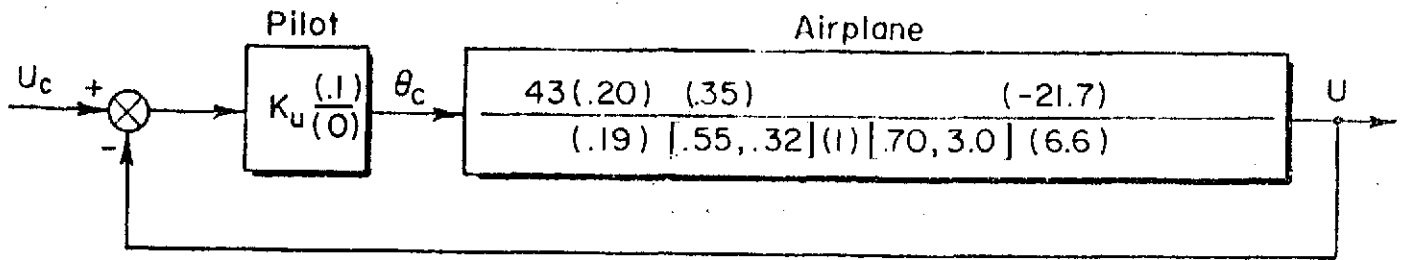 Pilot
Airplane
U_c
+
-
K_u (.1)
(0)
θ_c
43(.20) (.35) (-21.7)
(.19) [.55, .32](1)[.70, 3.0] (6.6)
U